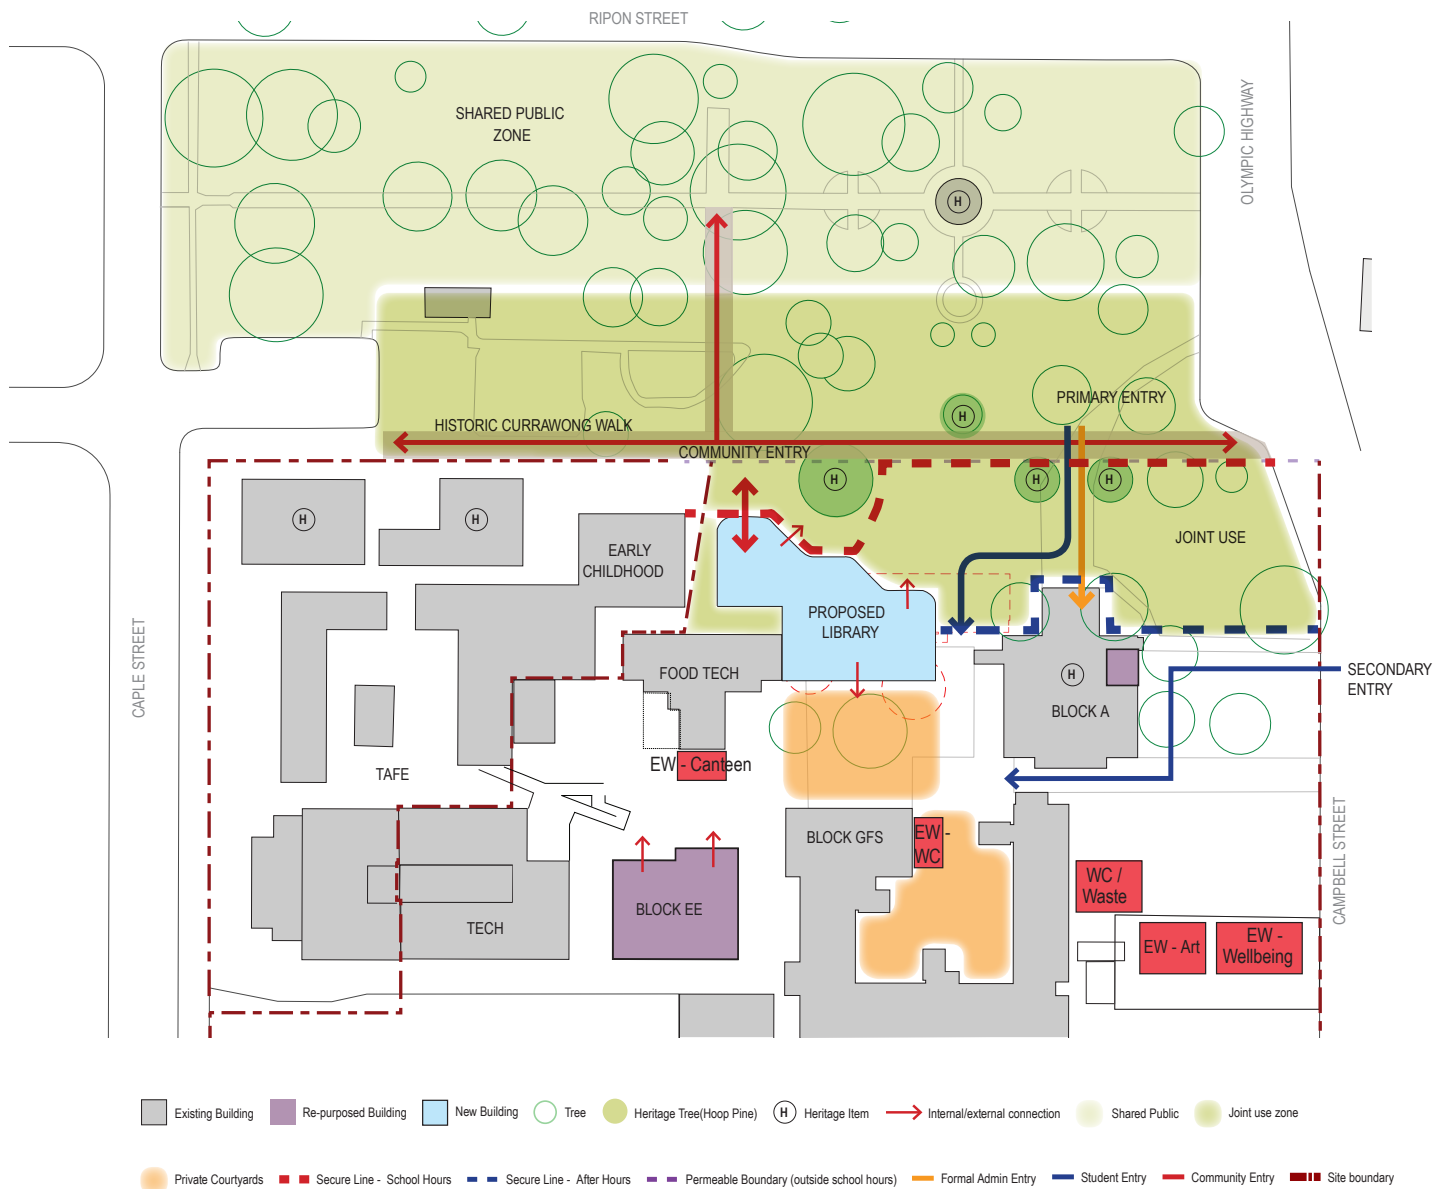 RIPON STREET
OLYMPIC HIGHWAY
SHARED PUBLIC
ZONE
H
PRIMARY ENTRY
H
HISTORIC CURRAWONG WALK
COMMUNITY ENTRY
H
H
H
H
H
JOINT USE
EARLY
CHILDHOOD
PROPOSED
LIBRARY
CAPLE STREET
FOOD TECH
H
BLOCK A
SECONDARY
ENTRY
EW - Canteen
TAFE
BLOCK GFS
EW -
WC
WC /
Waste
CAMPBELL STREET
BLOCK EE
TECH
EW - Art
EW -
Wellbeing
Existing Building
Re-purposed Building
New Building
Tree
Heritage Tree(Hoop Pine)
H
Heritage Item
Internal/external connection
Shared Public
Joint use zone
Private Courtyards
Secure Line - School Hours
Secure Line - After Hours
Permeable Boundary (outside school hours)
Formal Admin Entry
Student Entry
Community Entry
Site boundary